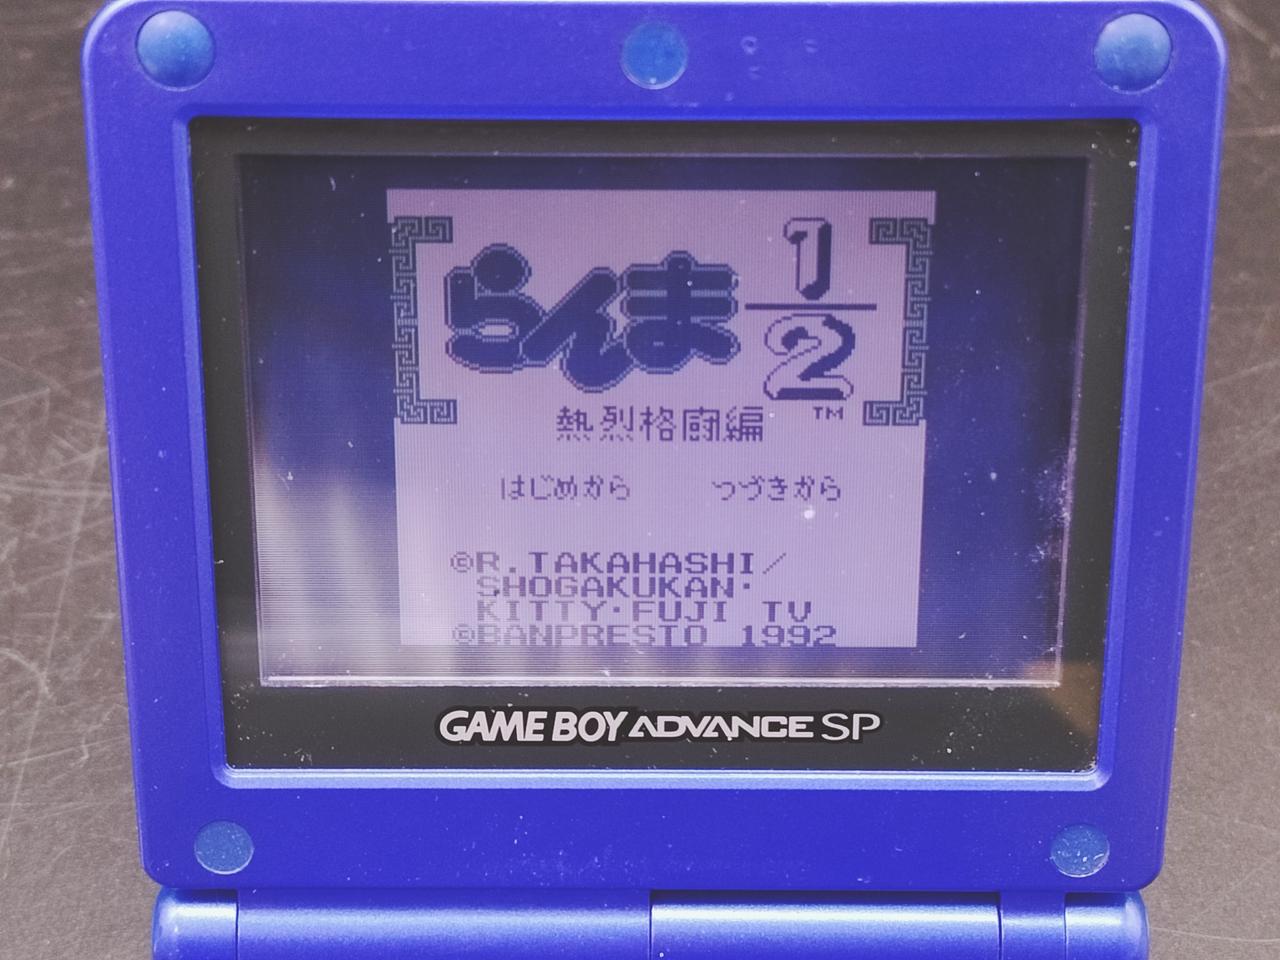 らんま1/2
TM
熱烈格闘編
はじめから つづきから
©R.TAKAHASHI/
SHOGAKUKAN·
KITTY·FUJI TV
©BANPRESTO 1992
GAME BOY ADVANCE SP